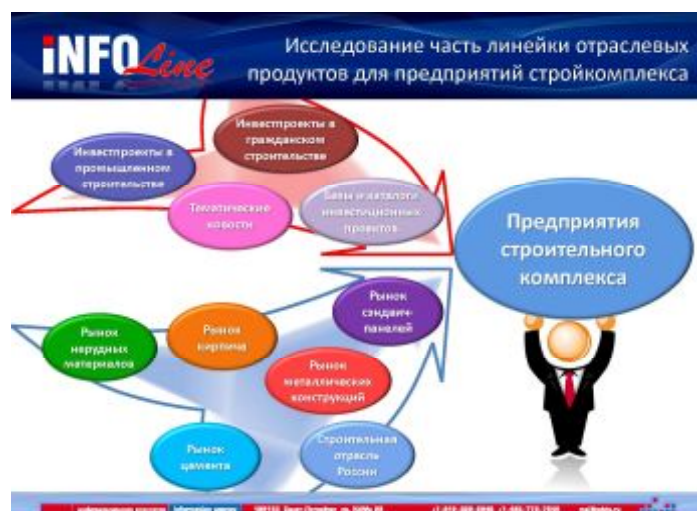 iNFOLine
Исследование часть линейки отраслевых
продуктов для предприятий стройкомплекса
Инвестпроекты в
гражданском
строительстве
Инвестпроекты в
промышленном
строительстве
Тематические
новости
Базы и каталоги
инвестиционных
проектов
Предприятия
строительного
комплекса
Рынок
сэндвич-
панелей
Рынок
нерудных
материалов
Рынок
кирпича
Рынок
металлических
конструкций
Рынок
цемента
Строительная
отрасль
России